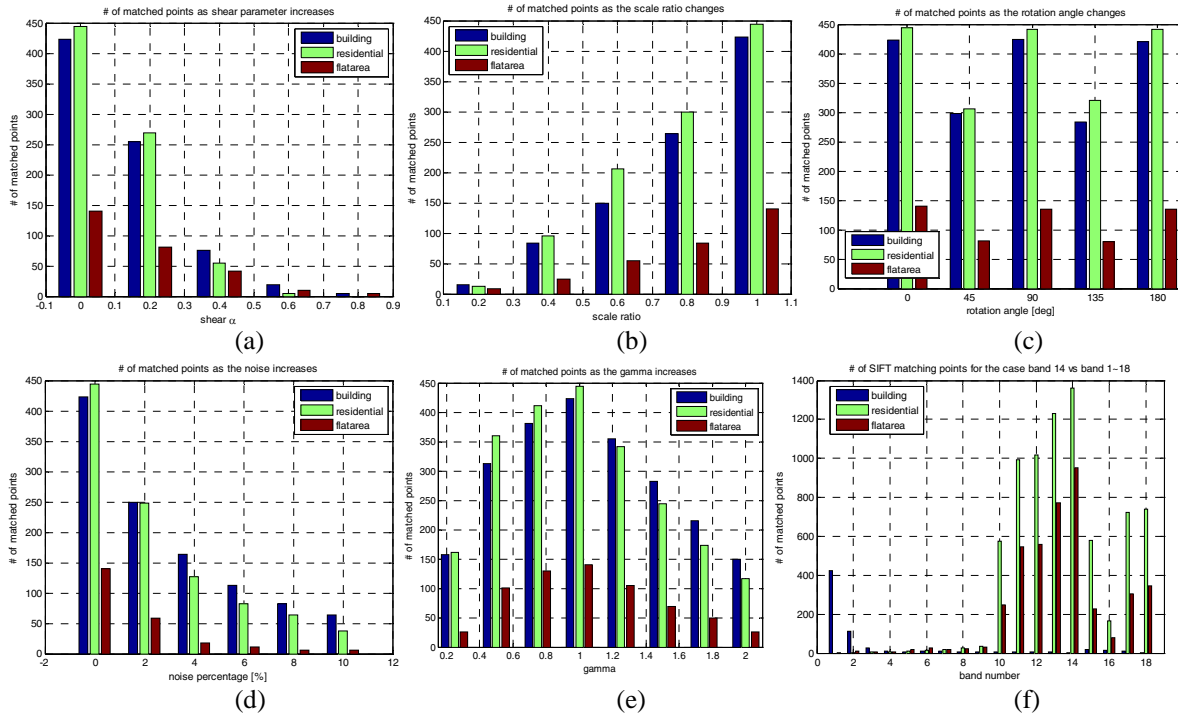 # of matched points as shear parameter increases
450
400
350
300
250
200
150
100
50
0
# of matched points
building
residential
flatarea
0.1 0 0.1 0.2 0.3 0.4 0.5 0.6 0.7 0.8 0.9
shear α
(a)
# of matched points as the scale ratio changes
450
400
350
300
250
200
150
100
50
0
# of matched points
building
residential
flatarea
0.1 0.2 0.3 0.4 0.5 0.6 0.7 0.8 0.9 1 1.1
scale ratio
(b)
# of matched points as the rotation angle changes
450
400
350
300
250
200
150
100
50
0
# of matched points
building
residential
flatarea
0 45 90 135 180
rotation angle [deg]
(c)
# of matched points as the noise increases
450
400
350
300
250
200
150
100
50
0
# of matched points
building
residential
flatarea
-2 0 2 4 6 8 10 12
noise percentage [%]
(d)
# of matched points as the gamma increases
450
400
350
300
250
200
150
100
50
0
# of matched points
building
residential
flatarea
0.2 0.4 0.6 0.8 1 1.2 1.4 1.6 1.8 2
gamma
(e)
# of SIFT matching points for the case band 14 vs band 1~18
1400
1200
1000
800
600
400
200
0
# of matched points
building
residential
flatarea
0 2 4 6 8 10 12 14 16 18
band number
(f)